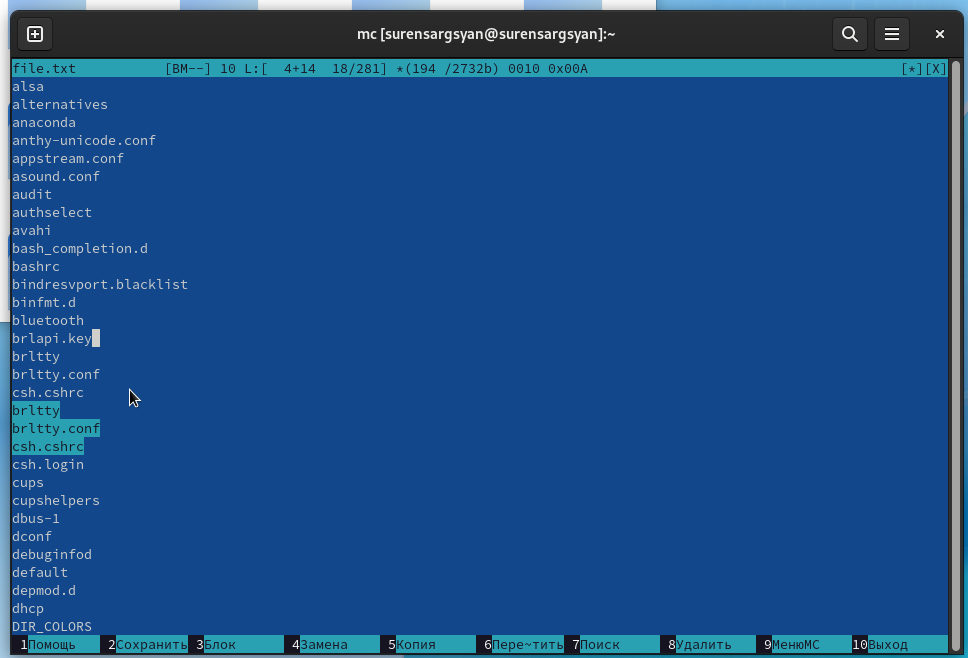 mc [surensargsyan@surensargsyan]:~
file.txt [BM--] 10 L:[ 4+14 18/281] *(194 /2732b) 0010 0x00A [*][X]
alsa
alternatives
anaconda
anthy-unicode.conf
appstream.conf
asound.conf
audit
authselect
avahi
bash_completion.d
bashrc
bindresvport.blacklist
binfmt.d
bluetooth
brlapi.key
brltty
brltty.conf
csh.cshrc
brltty
brltty.conf
csh.cshrc
csh.login
cups
cupshelpers
dbus-1
dconf
debuginfod
default
depmod.d
dhcp
DIR_COLORS
1Помощь 2Сохранить 3Блок 4Замена 5Копия 6Пере~тить 7Поиск 8Удалить 9МенюMC 10Выход